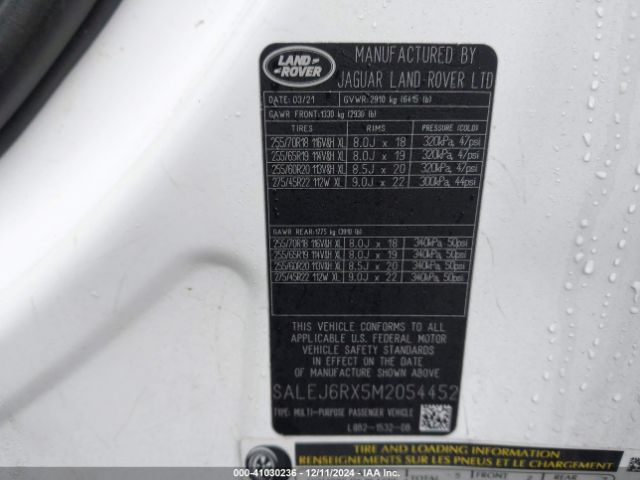 LAND ROVER
MANUFACTURED BY
JAGUAR LAND ROVER LTD
DATE: 03/21 GVWR: 2910 kg (6415 lb)
GAWR FRONT: 1330 kg (2930 lb)
TIRES RIMS PRESSURE (COLD)
255/70R18 116V&H XL 8.0J x 18 320kPa, 47psi
255/65R19 114V&H XL 8.0J x 19 320kPa, 47psi
255/60R20 113V&H XL 8.5J x 20 320kPa, 47psi
275/45R22 112W XL 9.0J x 22 300kPa, 44psi
GAWR REAR: 1775 kg (3910 lb)
255/70R18 116V&H XL 8.0J x 18 340kPa, 50psi
255/65R19 114V&H XL 8.0J x 19 340kPa, 50psi
255/60R20 113V&H XL 8.5J x 20 340kPa, 50psi
275/45R22 112W XL 9.0J x 22 340kPa, 50psi
THIS VEHICLE CONFORMS TO ALL
APPLICABLE U.S. FEDERAL MOTOR
VEHICLE SAFETY STANDARDS
IN EFFECT ON THE DATE OF
MANUFACTURE SHOWN ABOVE
SALEJ6RX5M2054452
TYPE: MULTI-PURPOSE PASSENGER VEHICLE
L8B2-1532-DB
TIRE AND LOADING INFORMATION
RENSEIGNEMENTS SUR LES PNEUS ET LE CHARGEMENT
TOTAL 5 FRONT 2
000-41030236 - 12/11/2024 - IAA Inc.